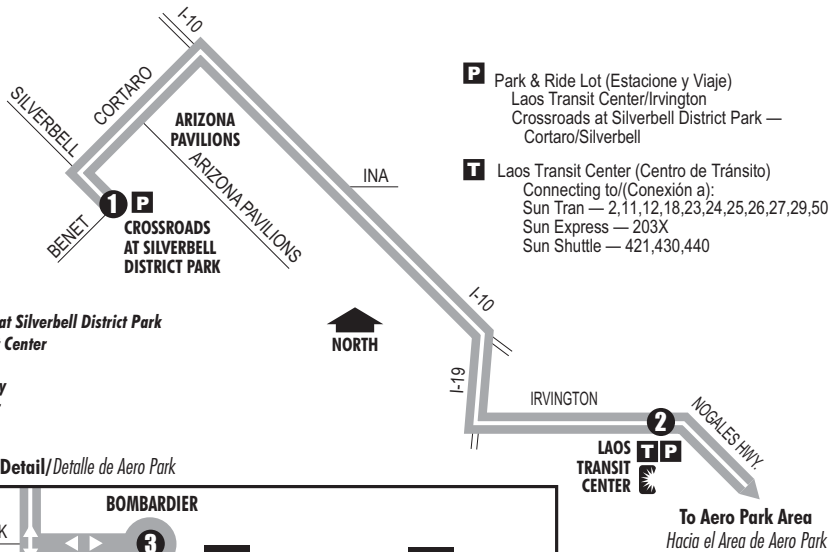 I-10
SILVERBELL
CORTARO
ARIZONA
PAVILIONS
ARIZONA PAVILIONS
INA
BENET
1 P
CROSSROADS
AT SILVERBELL
DISTRICT PARK
P Park & Ride Lot (Estacione y Viaje)
Laos Transit Center/Irvington
Crossroads at Silverbell District Park —
Cortaro/Silverbell
T Laos Transit Center (Centro de Tránsito)
Connecting to/(Conexión a):
Sun Tran — 2,11,12,18,23,24,25,26,27,29,50
Sun Express — 203X
Sun Shuttle — 421,430,440
at Silverbell District Park
Center
NORTH
I-10
I-19
IRVINGTON
2
NOGALES HWY.
LAOS T P
TRANSIT
CENTER
To Aero Park Area
Hacia el Area de Aero Park
Detail/Detalle de Aero Park
BOMBARDIER
K
3